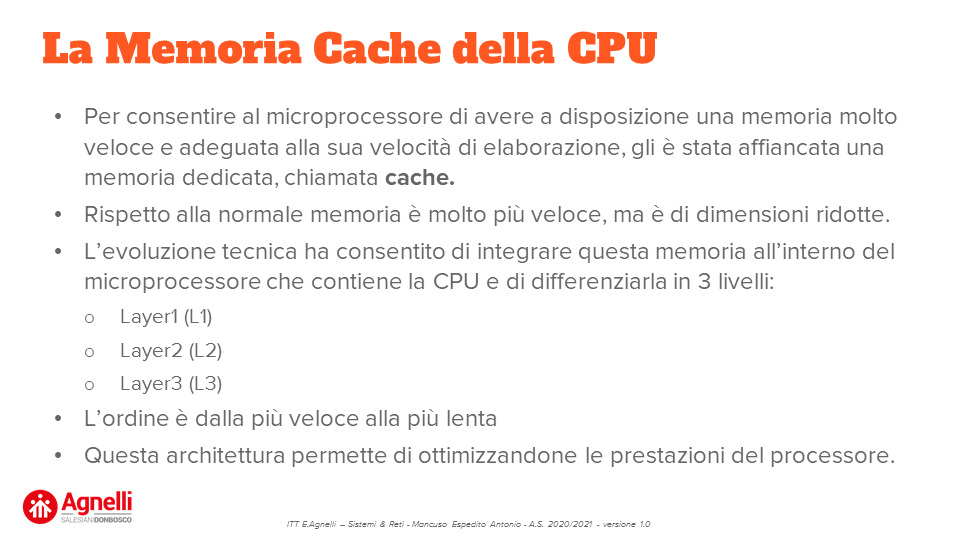 La Memoria Cache della CPU
• Per consentire al microprocessore di avere a disposizione una memoria molto
veloce e adeguata alla sua velocità di elaborazione, gli è stata affiancata una
memoria dedicata, chiamata cache.
• Rispetto alla normale memoria è molto più veloce, ma è di dimensioni ridotte.
• L’evoluzione tecnica ha consentito di integrare questa memoria all’interno del
microprocessore che contiene la CPU e di differenziarla in 3 livelli:
o Layer1 (L1)
o Layer2 (L2)
o Layer3 (L3)
• L’ordine è dalla più veloce alla più lenta
• Questa architettura permette di ottimizzandone le prestazioni del processore.
Agnelli
SALESIANIDONBOSCO
ITT E.Agnelli – Sistemi & Reti - Mancuso Espedito Antonio - A.S. 2020/2021 - versione 1.0